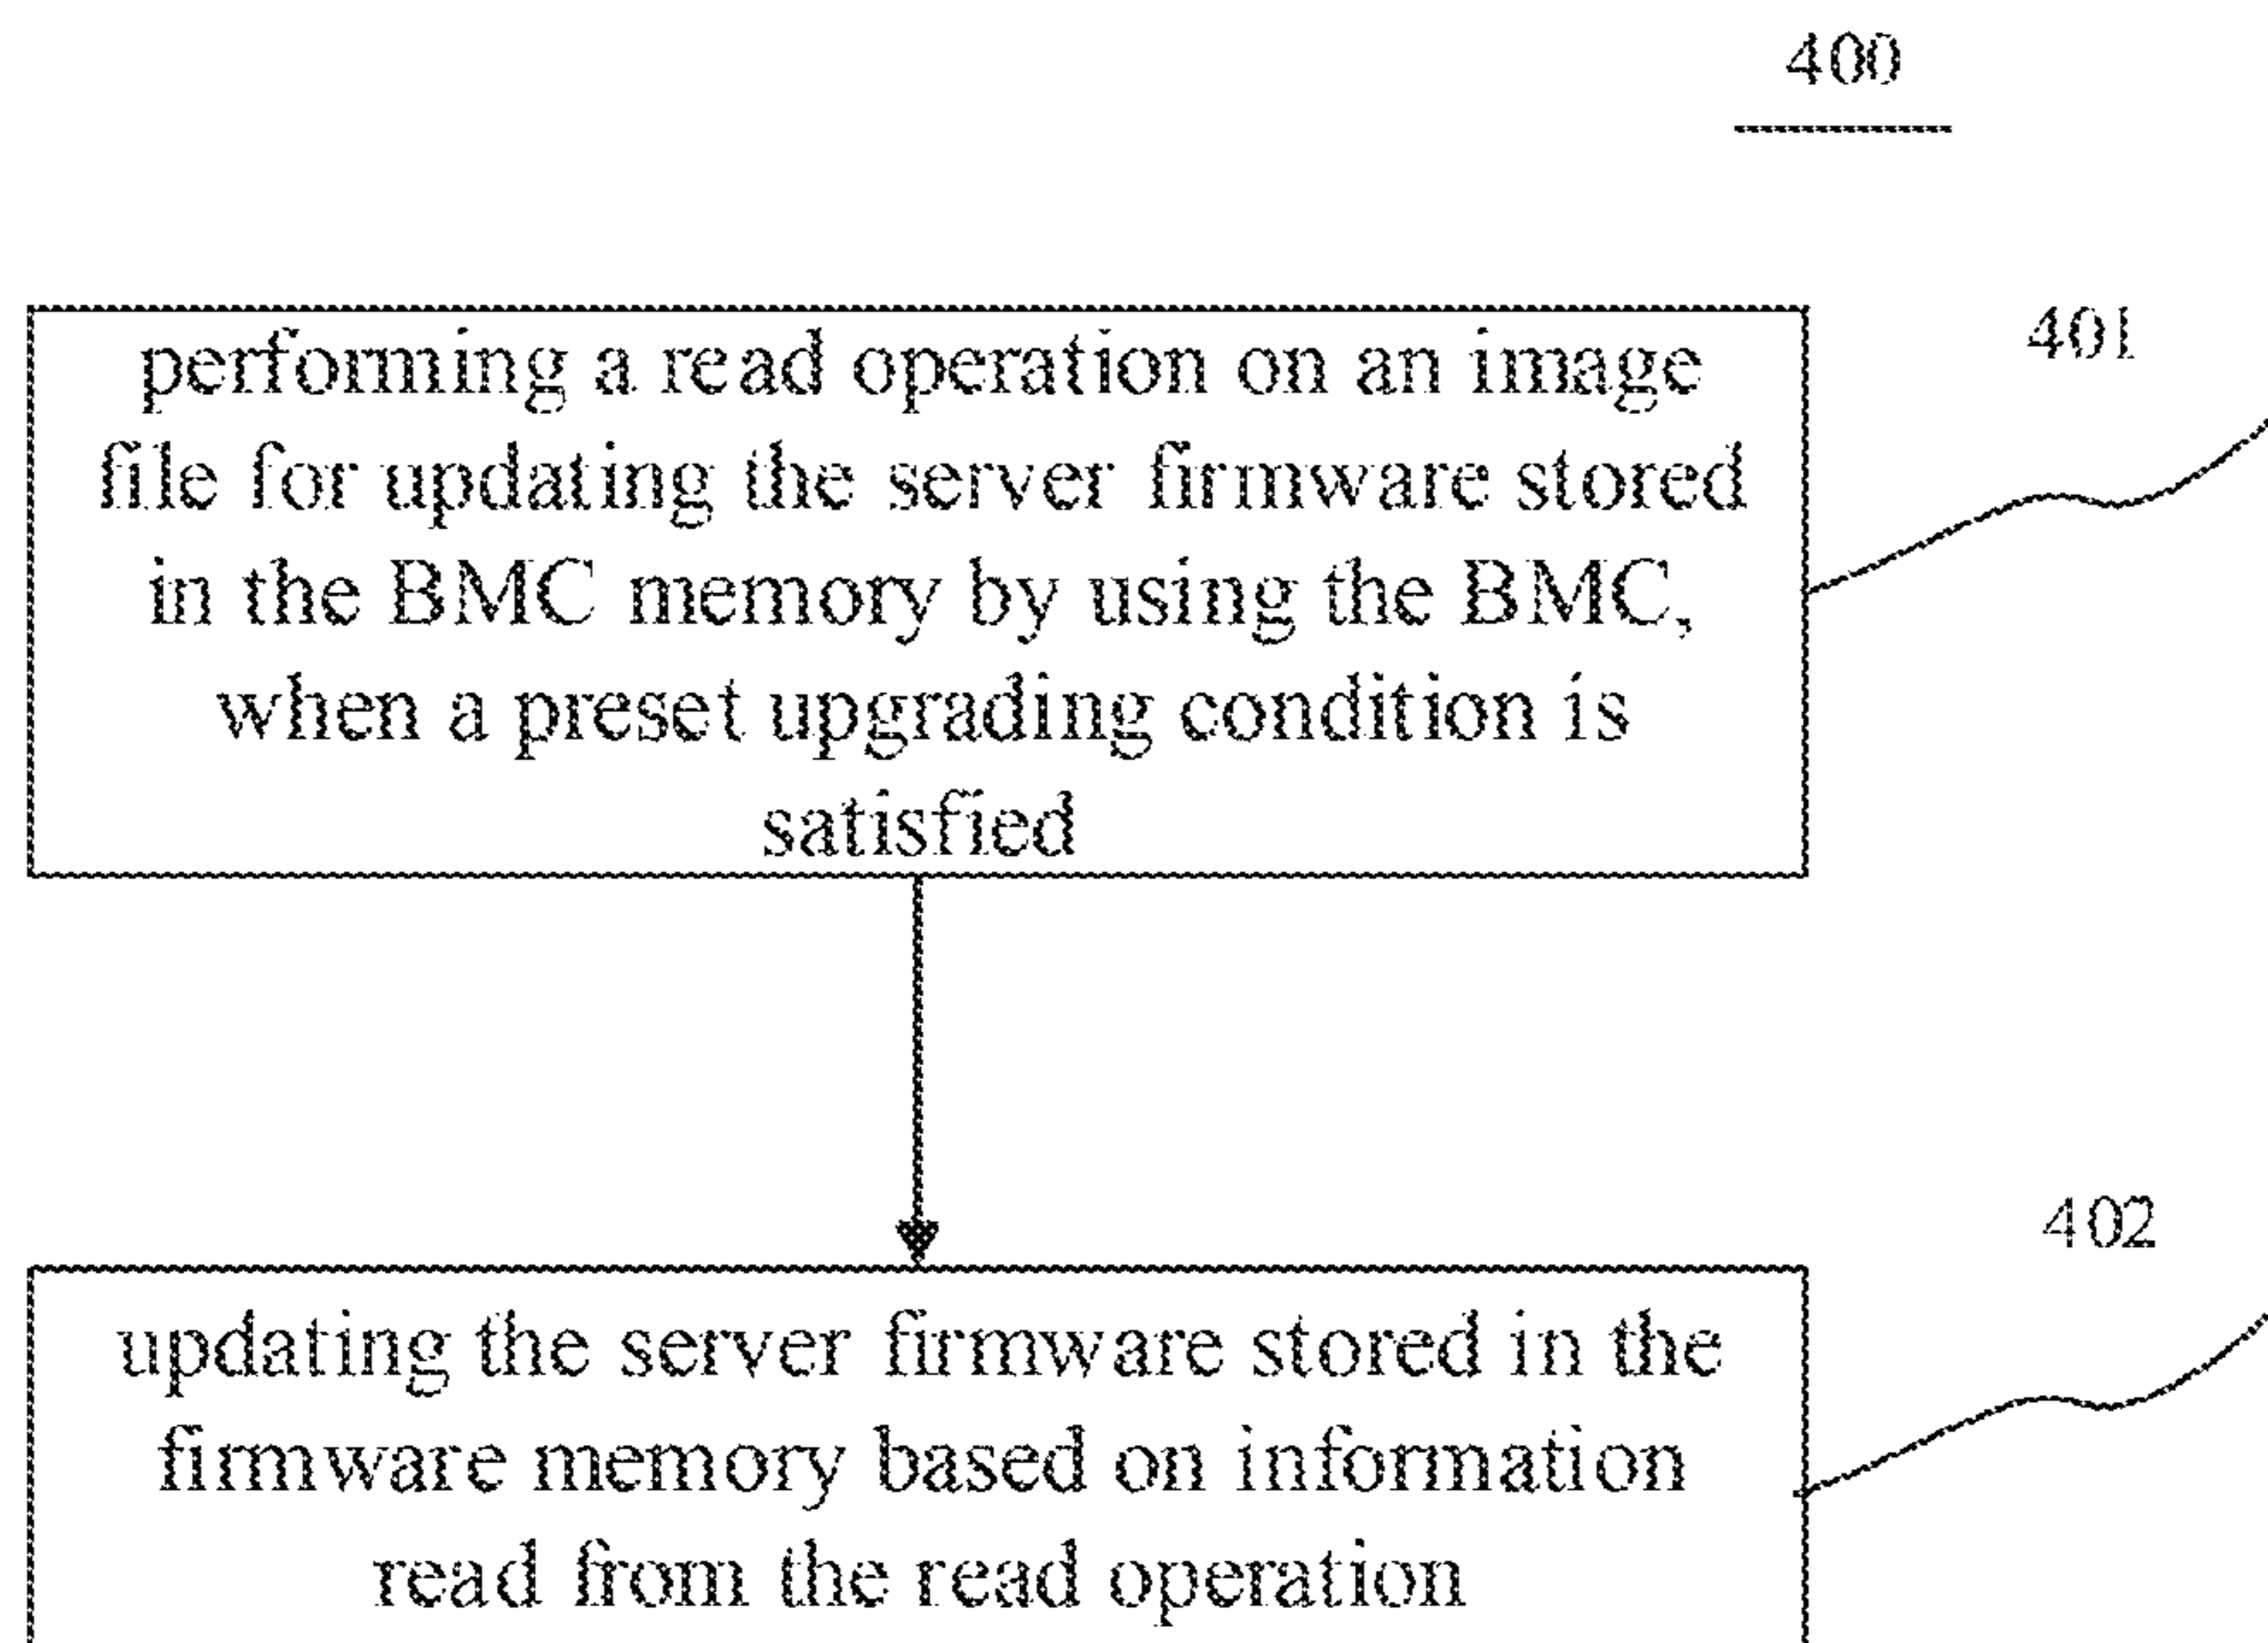 400
performing a read operation on an image
401
file for updating the server firmware stored
in the BMC memory by using the BMC,
when a preset upgrading condition is
satisfied
402
updating the server firmware stored in the
firmware memory based on information
read from the read operation